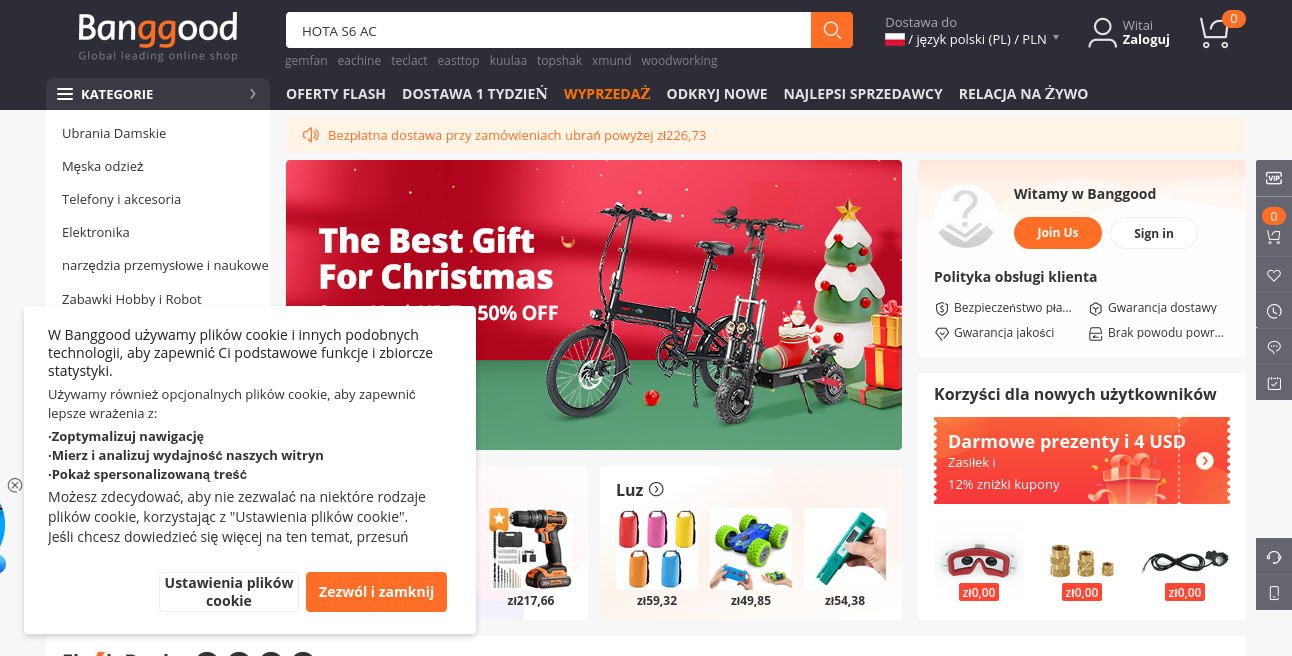 Banggood
Global leading online shop
HOTA S6 AC
gemfan eachine teclact easttop kuulaa topshak xmund woodworking
Dostawa do
/ język polski (PL) / PLN
Witai
Zaloguj
0
KATEGORIE
OFERTY FLASH DOSTAWA 1 TYDZIEŃ WYPRZEDAŻ ODKRYJ NOWE NAJLEPSI SPRZEDAWCY RELACJA NA ŻYWO
Ubrania Damskie
Męska odzież
Telefony i akcesoria
Elektronika
narzędzia przemysłowe i naukowe
Zabawki Hobby i Robot
Bezpłatna dostawa przy zamówieniach ubrań powyżej zł226,73
The Best Gift
For Christmas
50% OFF
Witamy w Banggood
Join Us
Sign in
Polityka obsługi klienta
Bezpieczeństwo pła...
Gwarancja dostawy
Gwarancja jakości
Brak powodu powr...
VIP
0
Korzyści dla nowych użytkowników
Darmowe prezenty i 4 USD
Zasiłek i
12% zniżki kupony
zł0,00
zł0,00
zł0,00
W Banggood używamy plików cookie i innych podobnych
technologii, aby zapewnić Ci podstawowe funkcje i zbiorcze
statystyki.
Używamy również opcjonalnych plików cookie, aby zapewnić
lepsze wrażenia z:
·Zoptymalizuj nawigację
·Mierz i analizuj wydajność naszych witryn
·Pokaż spersonalizowaną treść
Możesz zdecydować, aby nie zezwalać na niektóre rodzaje
plików cookie, korzystając z "Ustawienia plików cookie".
Jeśli chcesz dowiedzieć się więcej na ten temat, przesuń
Ustawienia plików
cookie
Zezwól i zamknij
zł217,66
Luz
zł59,32
zł49,85
zł54,38